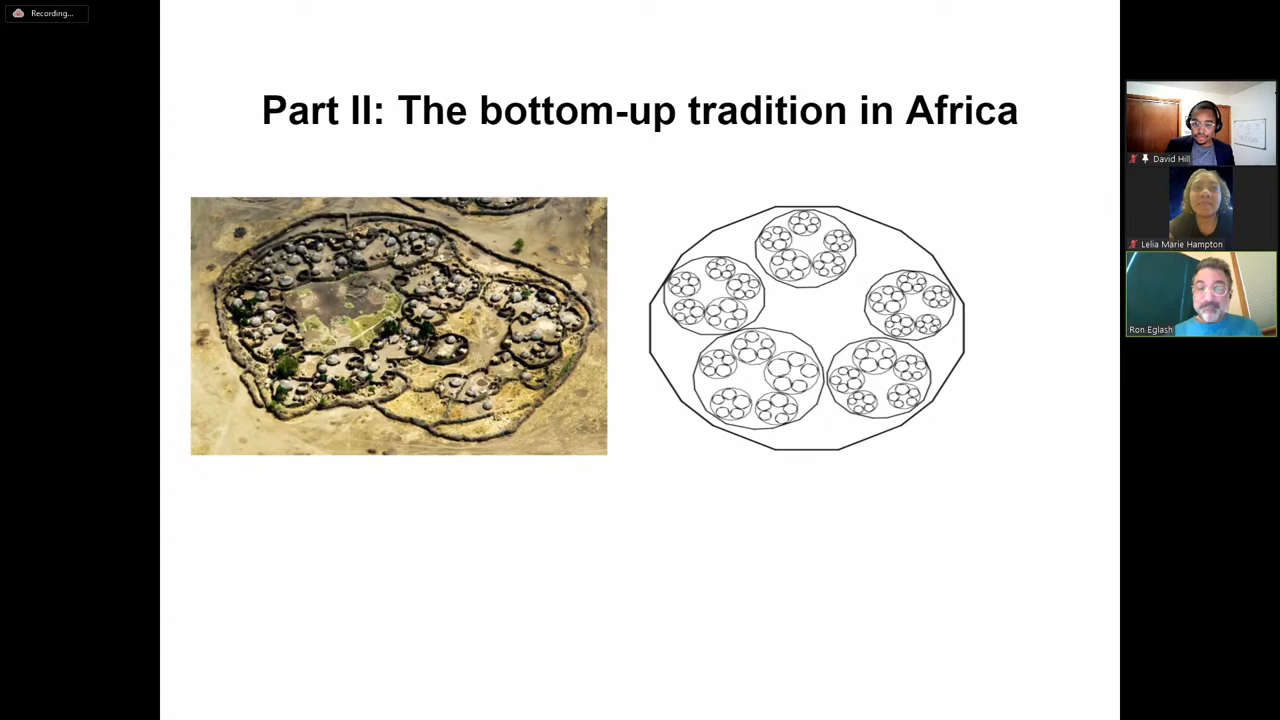 Recording...
Part II: The bottom-up tradition in Africa
David Hill
Lelia Marie Hampton
Ron Eglash